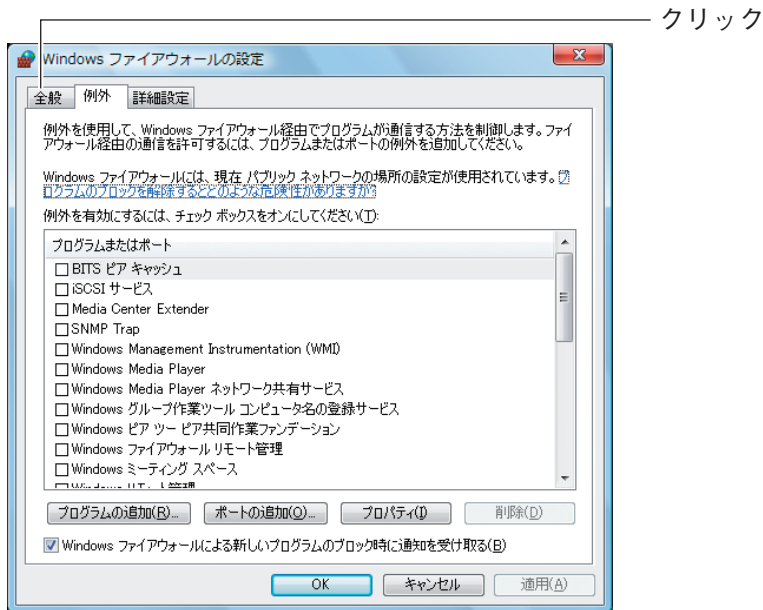 クリック
Windows ファイアウォールの設定
全般 例外 詳細設定
例外を使用して、Windows ファイアウォール経由でプログラムが通信する方法を制御します。ファイ
アウォール経由の通信を許可するには、プログラムまたはポートの例外を追加してください。
Windows ファイアウォールには、現在 パブリック ネットワークの場所の設定が使用されています。プ
ログラムのブロックを解除するとどのような危険性がありますか?
例外を有効にするには、チェック ボックスをオンにしてください(T):
プログラムまたはポート
BITS ピア キャッシュ
iSCSI サービス
Media Center Extender
SNMP Trap
Windows Management Instrumentation (WMI)
Windows Media Player
Windows Media Player ネットワーク共有サービス
Windows グループ作業ツール コンピュータ名の登録サービス
Windows ピア ツー ピア共同作業ファンデーション
Windows ファイアウォール リモート管理
Windows ミーティング スペース
プログラムの追加(R)... ポートの追加(O)... プロパティ(I) 削除(D)
Windows ファイアウォールによる新しいプログラムのブロック時に通知を受け取る(B)
OK キャンセル 適用(A)